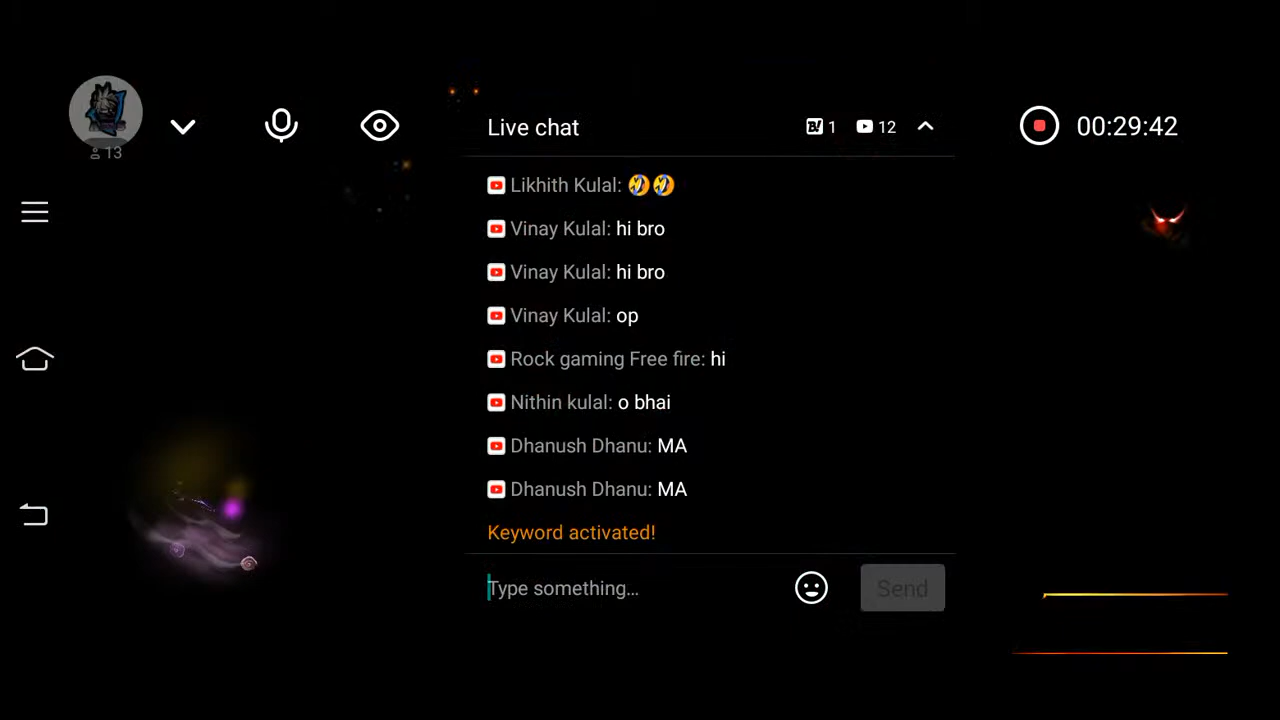 Live chat 1 12 00:29:42
13
Likhith Kulal: 🤣🤣
Vinay Kulal: hi bro
Vinay Kulal: hi bro
Vinay Kulal: op
Rock gaming Free fire: hi
Nithin kulal: o bhai
Dhanush Dhanu: MA
Dhanush Dhanu: MA
Keyword activated!
Type something... Send